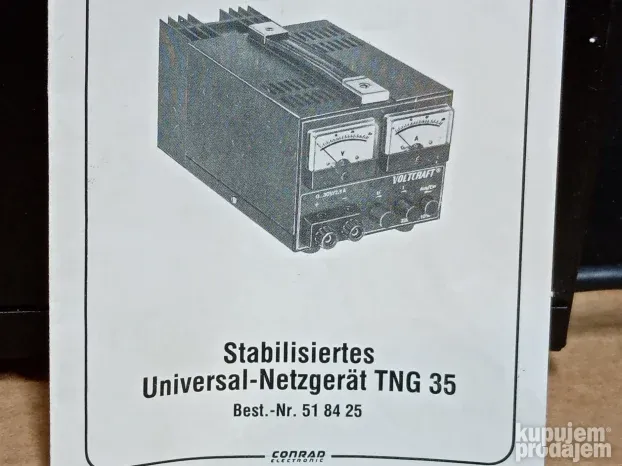 V
A
VOLTCRAFT®
Stabilisiertes
Universal-Netzgerät TNG 35
Best.-Nr. 51 84 25
CONRAD
ELECTRONIC
kupujem
prodajem